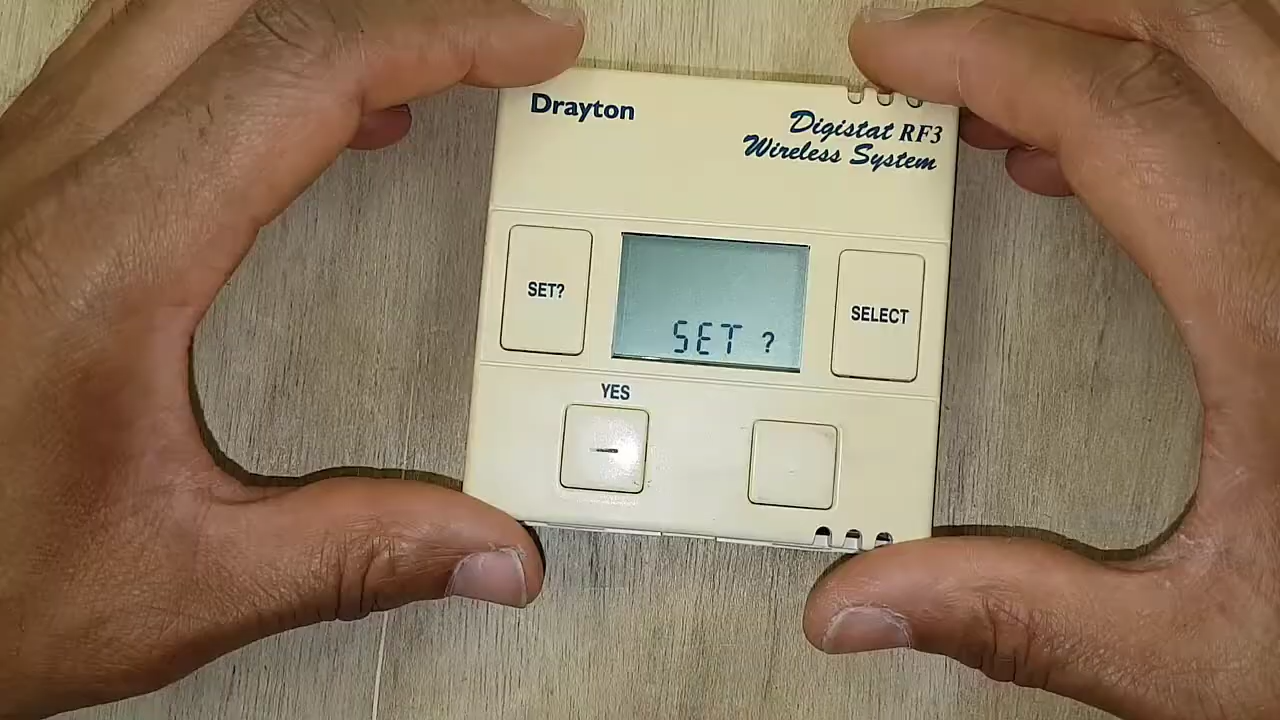 Drayton
Digistat RF3
Wireless System
SET?
SET ?
SELECT
YES
–